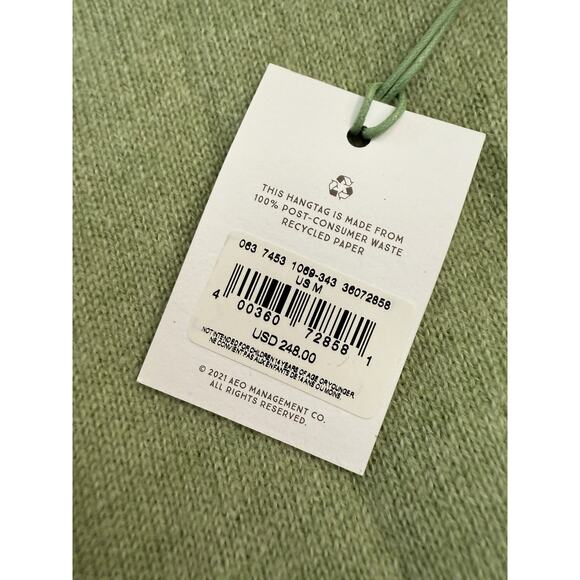 THIS HANGTAG IS MADE FROM
100% POST-CONSUMER WASTE
RECYCLED PAPER
063 7453 1069-343 36072858
US M
4 00360 72858 1
USD 248.00
NOT INTENDED FOR CHILDREN 14 YEARS OF AGE OR YOUNGER
NE CONVIENT PAS AUX ENFANTS DE 14 ANS OU MOINS
© 2021 AEO MANAGEMENT CO.
ALL RIGHTS RESERVED.